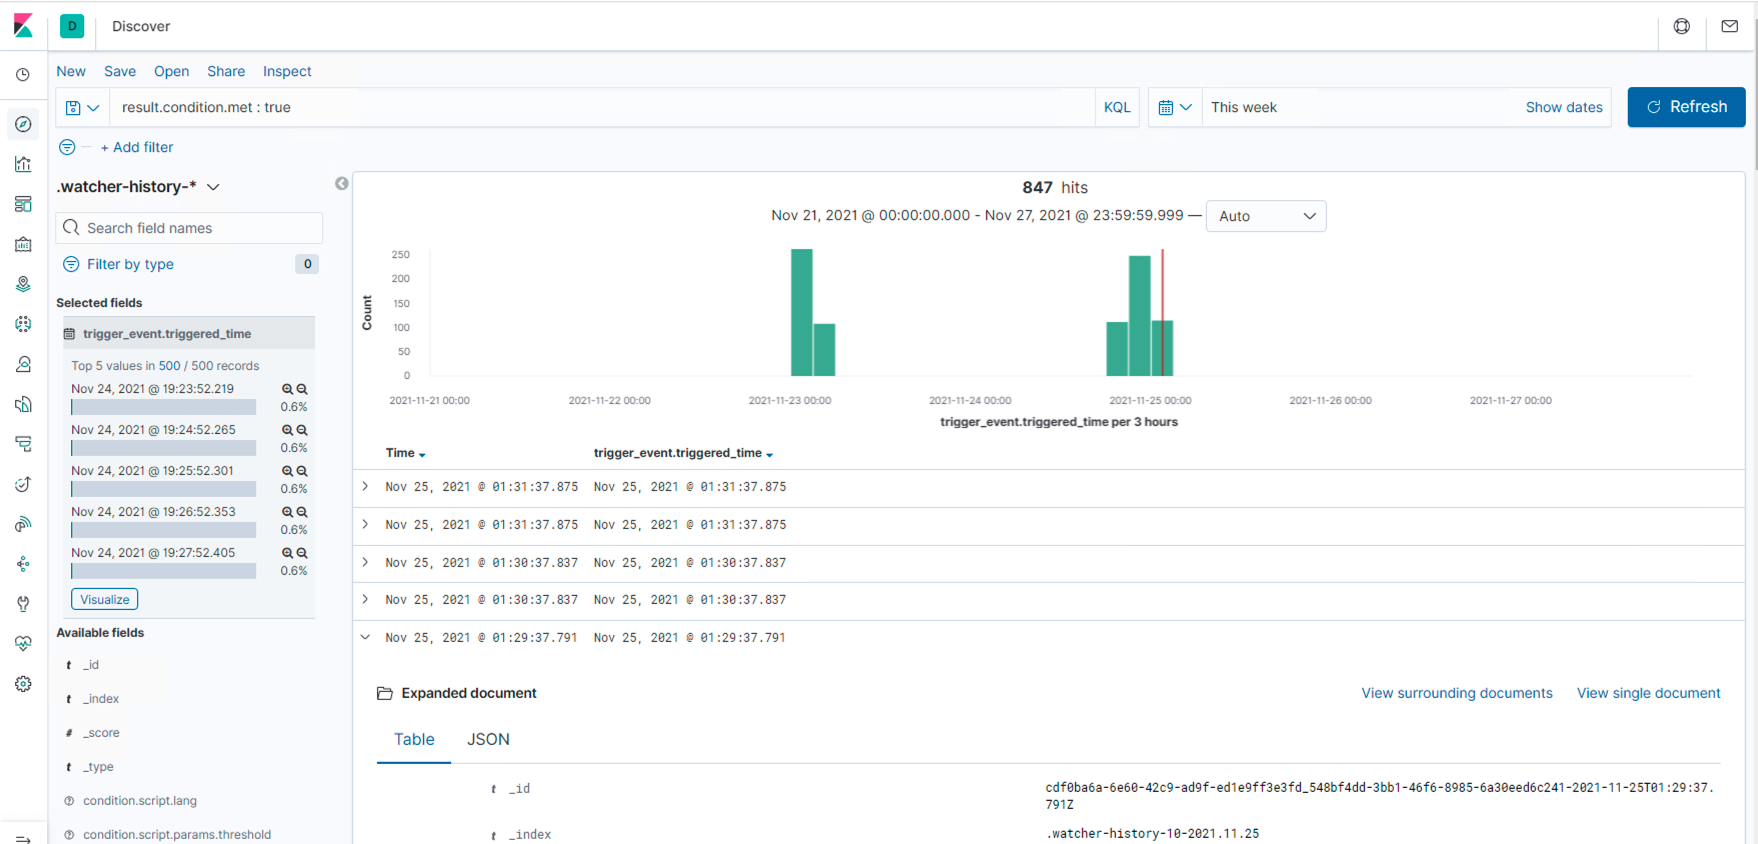 D Discover
New Save Open Share Inspect
result.condition.met : true KQL This week Show dates Refresh
+ Add filter
.watcher-history-*
Search field names
Filter by type 0
Selected fields
trigger_event.triggered_time
Top 5 values in 500 / 500 records
Nov 24, 2021 @ 19:23:52.219
0.6%
Nov 24, 2021 @ 19:24:52.265
0.6%
Nov 24, 2021 @ 19:25:52.301
0.6%
Nov 24, 2021 @ 19:26:52.353
0.6%
Nov 24, 2021 @ 19:27:52.405
0.6%
Visualize
Available fields
t _id
t _index
# _score
t _type
? condition.script.lang
? condition.script.params.threshold
847 hits
Nov 21, 2021 @ 00:00:00.000 - Nov 27, 2021 @ 23:59:59.999 — Auto
Count
250
200
150
100
50
0
2021-11-21 00:00 2021-11-22 00:00 2021-11-23 00:00 2021-11-24 00:00 2021-11-25 00:00 2021-11-26 00:00 2021-11-27 00:00
trigger_event.triggered_time per 3 hours
Time trigger_event.triggered_time
Nov 25, 2021 @ 01:31:37.875 Nov 25, 2021 @ 01:31:37.875
Nov 25, 2021 @ 01:31:37.875 Nov 25, 2021 @ 01:31:37.875
Nov 25, 2021 @ 01:30:37.837 Nov 25, 2021 @ 01:30:37.837
Nov 25, 2021 @ 01:30:37.837 Nov 25, 2021 @ 01:30:37.837
Nov 25, 2021 @ 01:29:37.791 Nov 25, 2021 @ 01:29:37.791
Expanded document View surrounding documents View single document
Table JSON
t _id cdf0ba6a-6e60-42c9-ad9f-ed1e9ff3e3fd_548bf4dd-3bb1-46f6-8985-6a30eed6c241-2021-11-25T01:29:37.
791Z
t _index .watcher-history-10-2021.11.25